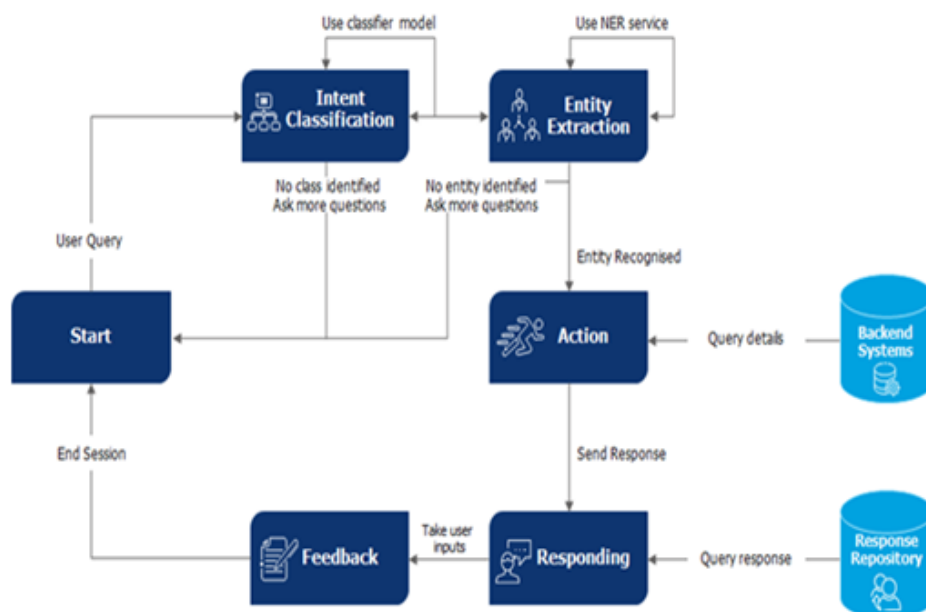 Use classifier model
Use NER service
Intent
Classification
Entity
Extraction
No class identified
Ask more questions
No entity identified
Ask more questions
User Query
Entity Recognised
Start
Action
Query details
Backend
Systems
End Session
Send Response
Feedback
Take user
inputs
Responding
Query response
Response
Repository